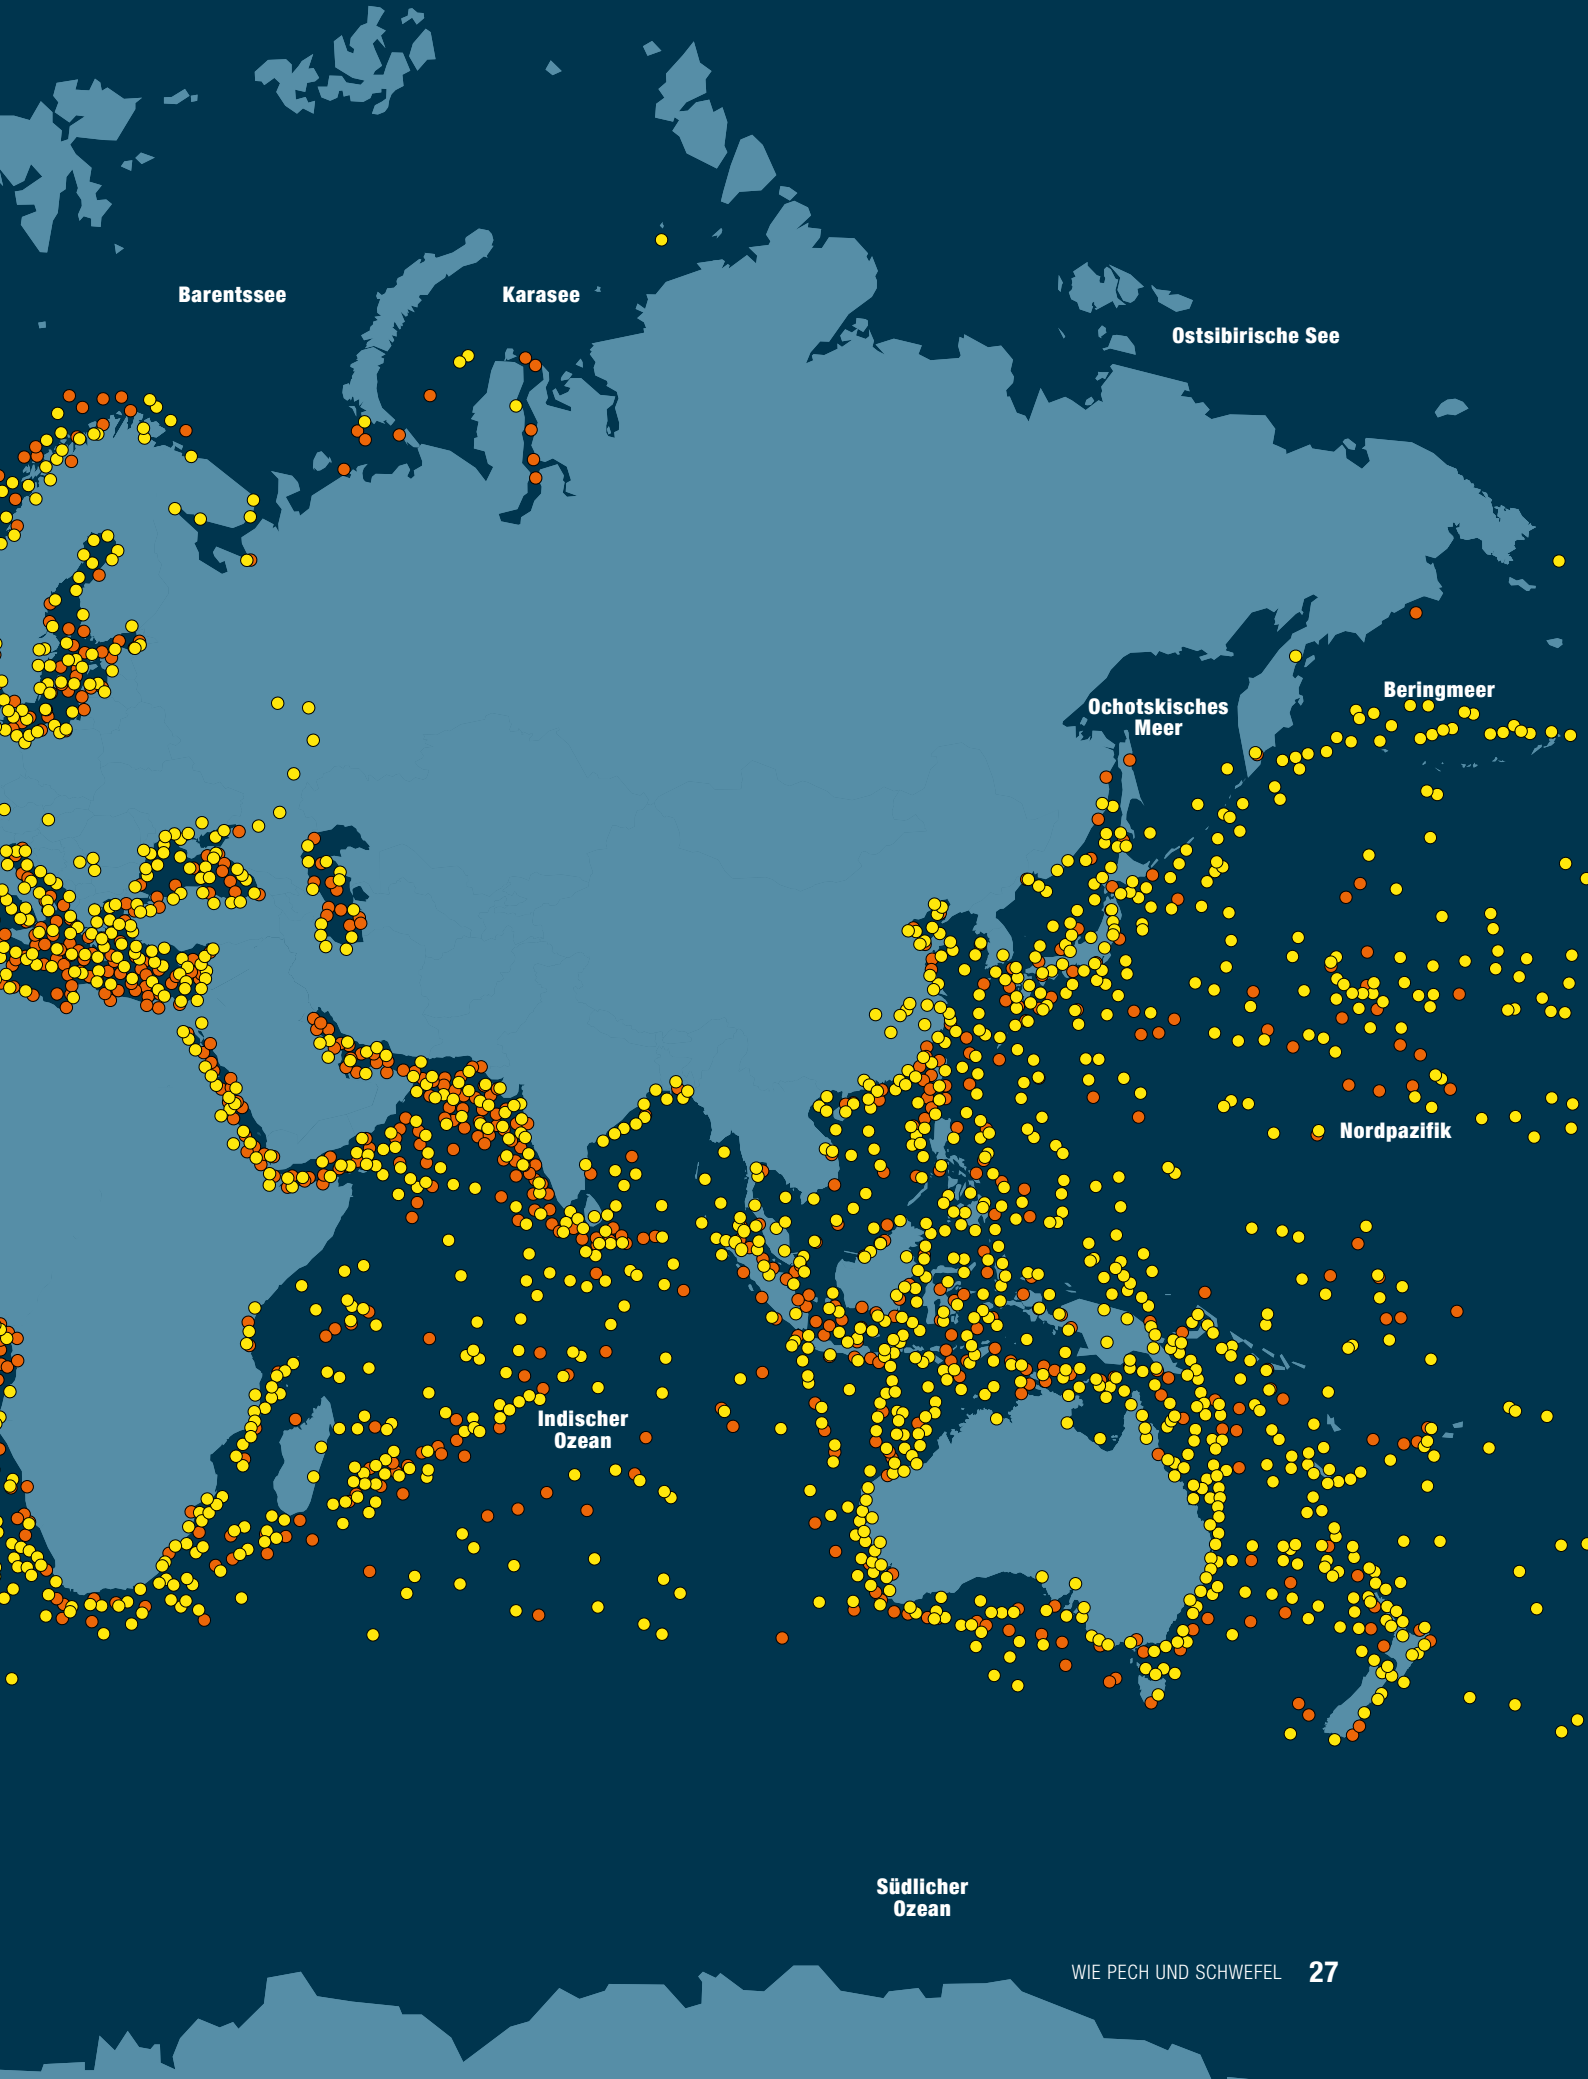 Barentssee
Karasee
Ostsibirische See
Beringmeer
Ochotskisches
Meer
Nordpazifik
Indischer
Ozean
Südlicher
Ozean
WIE PECH UND SCHWEFEL 27